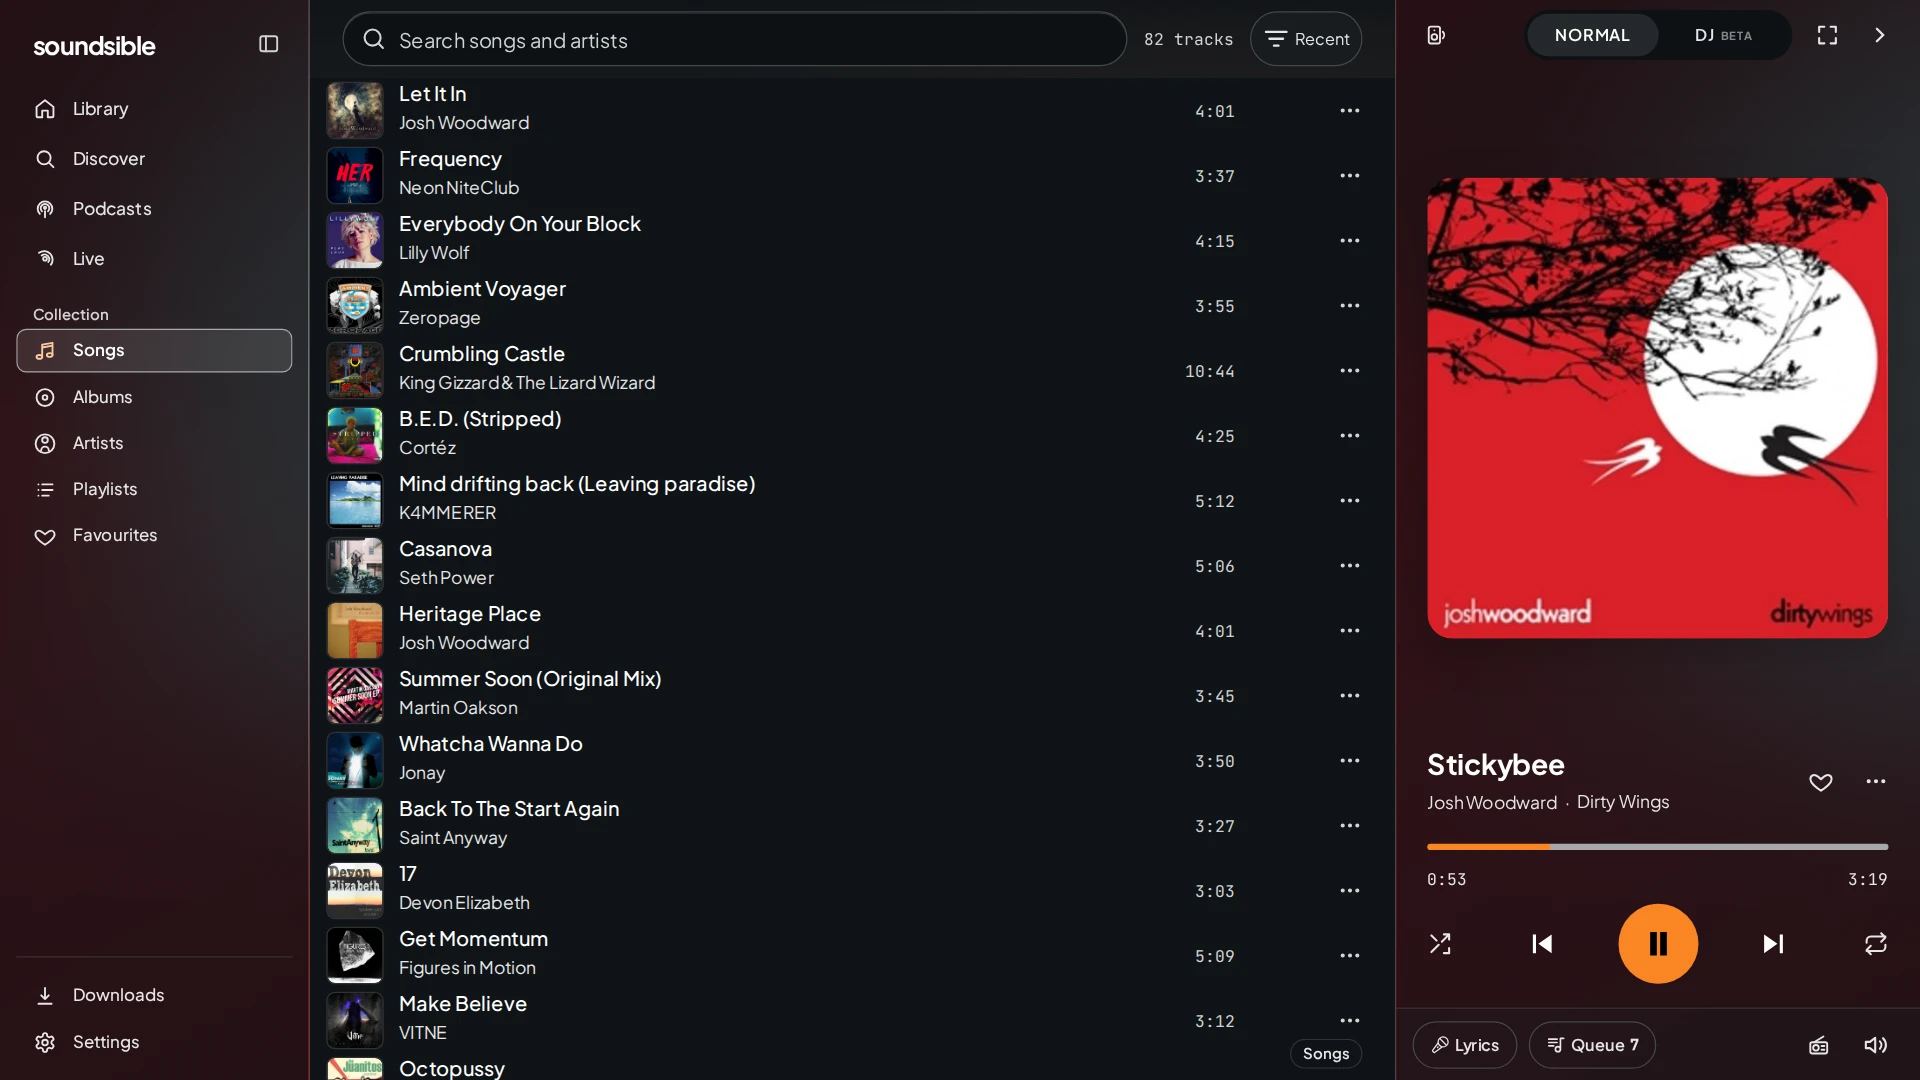 soundsible
Library
Discover
Podcasts
Live
Collection
Songs
Albums
Artists
Playlists
Favourites
Downloads
Settings
Search songs and artists
82 tracks
Recent
Let It In
Josh Woodward
4:01
HER
Frequency
NeonNiteClub
3:37
Everybody On Your Block
Lilly Wolf
4:15
Ambient Voyager
Zeropage
3:55
Crumbling Castle
King Gizzard & The Lizard Wizard
10:44
B.E.D. (Stripped)
Cortéz
4:25
Mind drifting back (Leaving paradise)
K4MMERER
5:12
Casanova
Seth Power
5:06
Heritage Place
Josh Woodward
4:01
Summer Soon (Original Mix)
Martin Oakson
3:45
Whatcha Wanna Do
Jonay
3:50
SaintAnyway
Back To The Start Again
Saint Anyway
3:27
Devon
Elizabeth
17
Devon Elizabeth
3:03
Get Momentum
Figures in Motion
5:09
Make Believe
VITNE
3:12
Juanitos
Octopussy
Songs
NORMAL
DJ BETA
joshwoodward
dirtywings
Stickybee
Josh Woodward · Dirty Wings
0:53
3:19
Lyrics
Queue 7